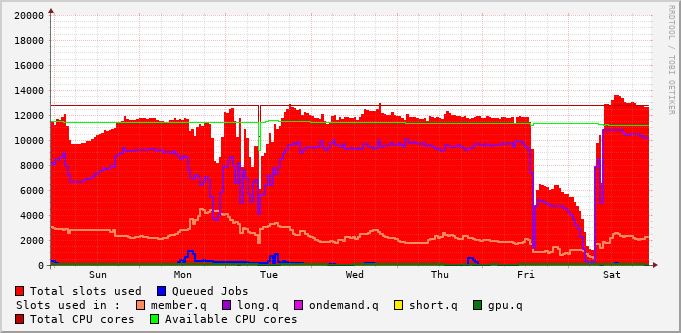 RRDTOOL / TOBI OETIKER
20000
18000
16000
14000
12000
10000
8000
6000
4000
2000
0
Sun Mon Tue Wed Thu Fri Sat
Total slots used Queued Jobs
Slots used in : member.q long.q ondemand.q short.q gpu.q
Total CPU cores Available CPU cores